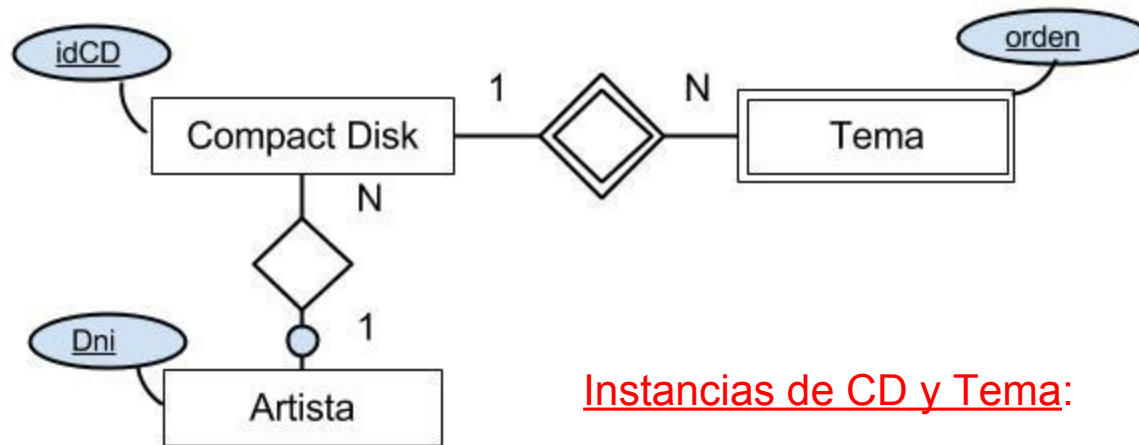 idCD
orden
1
N
Compact Disk
Tema
N
Dni
1
Artista
Instancias de CD y Tema: